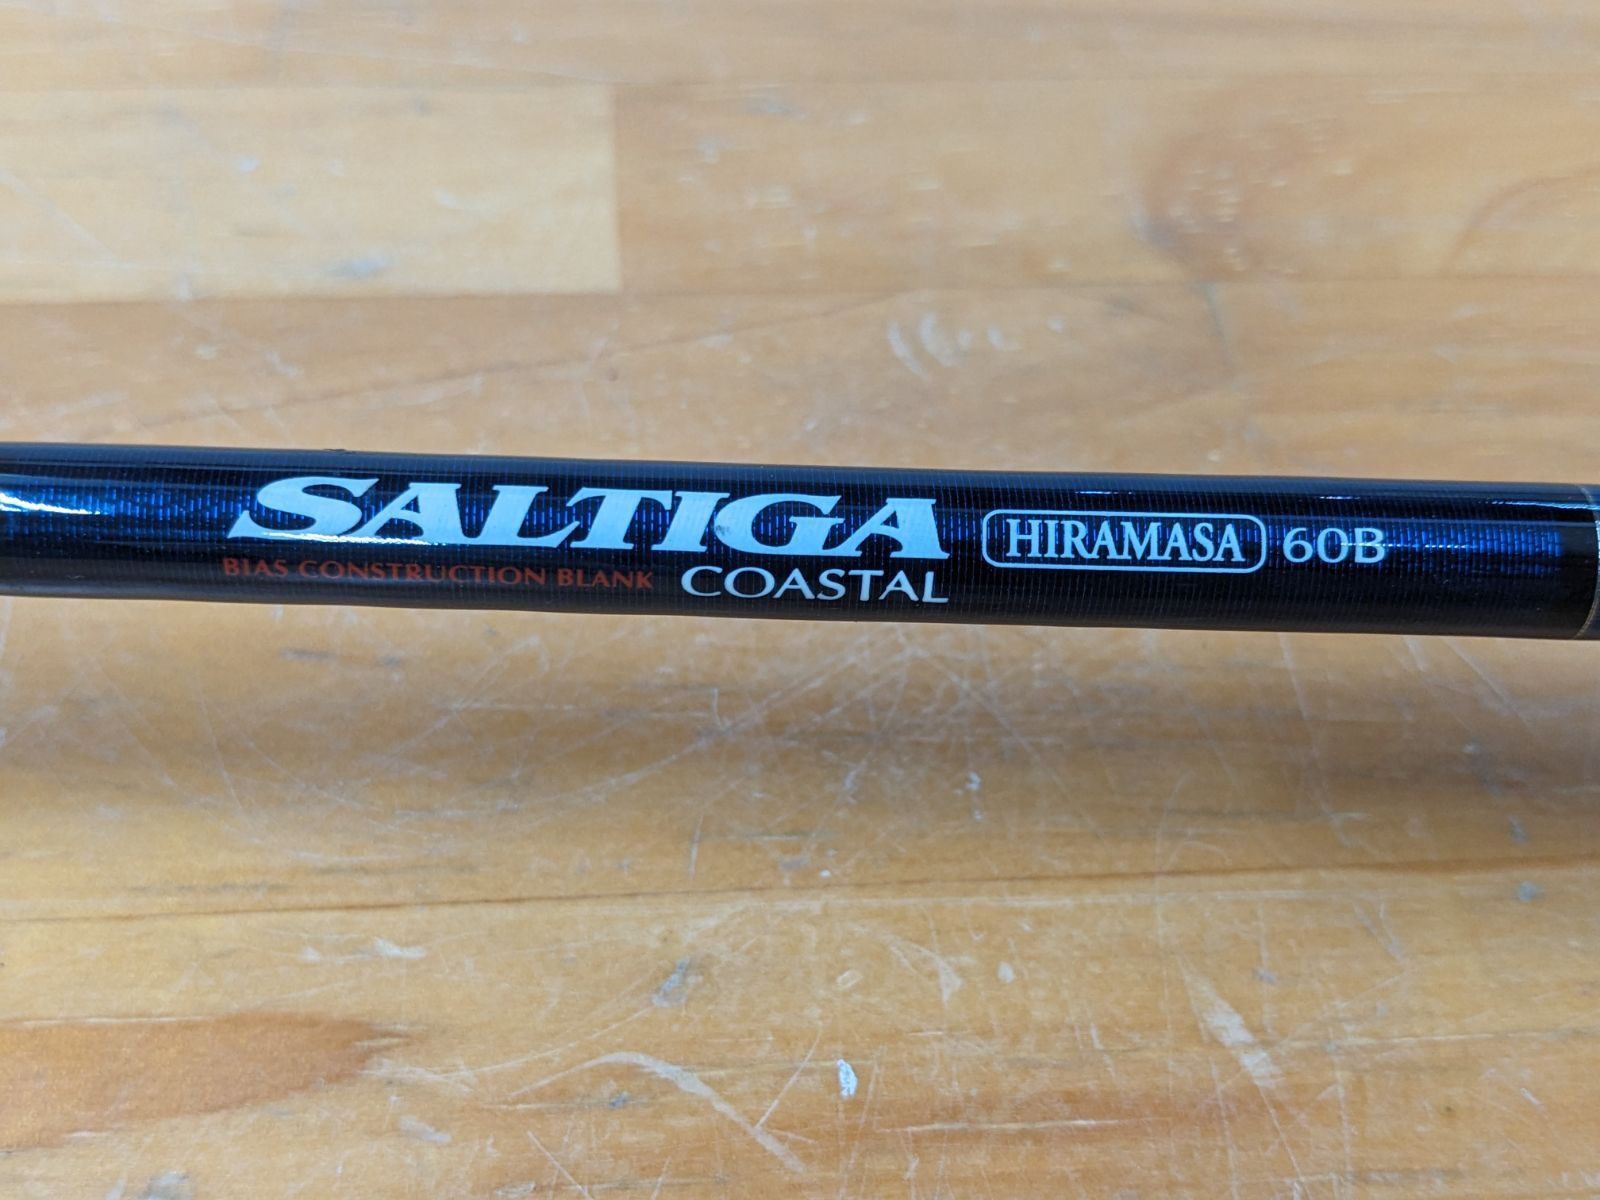 SALTIGA HIRAMASA 60B
BIAS CONSTRUCTION BLANK COASTAL